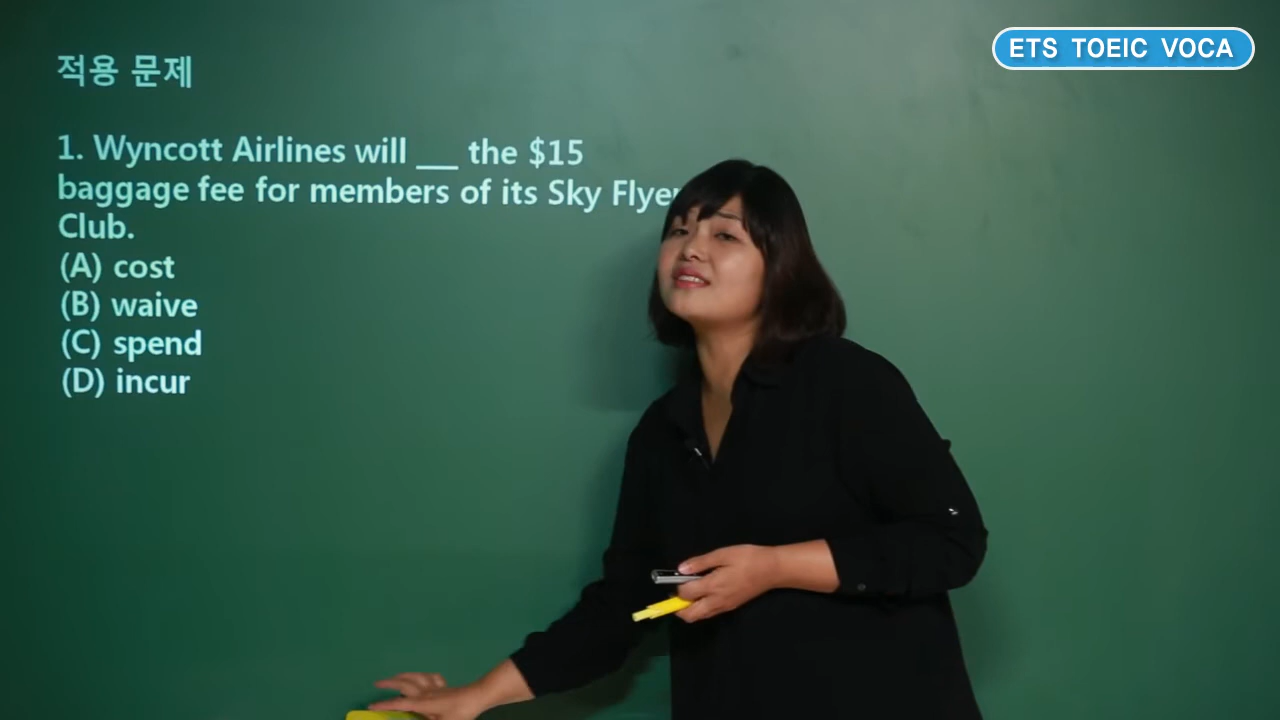 ETS TOEIC VOCA
적용 문제
1. Wyncott Airlines will ___ the $15
baggage fee for members of its Sky Flye
Club.
(A) cost
(B) waive
(C) spend
(D) incur